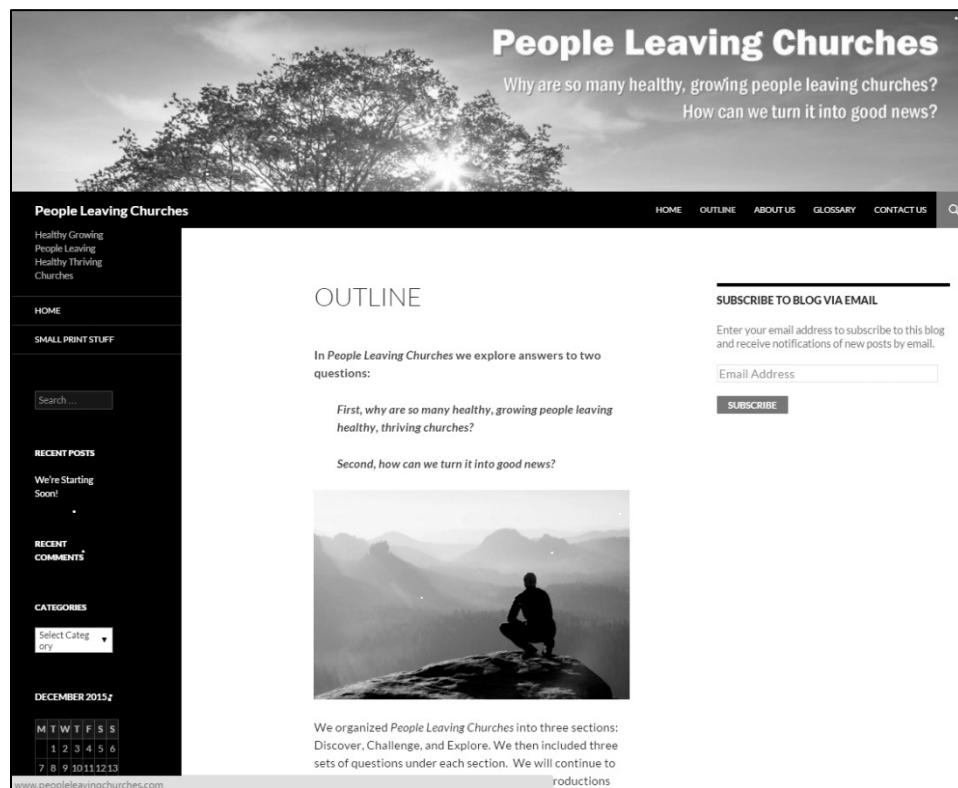 People Leaving Churches
Why are so many healthy, growing people leaving churches?
How can we turn it into good news?
People Leaving Churches
HOME OUTLINE ABOUT US GLOSSARY CONTACT US
Healthy Growing
People Leaving
Healthy Thriving
Churches
HOME
SMALL PRINT STUFF
Search ...
RECENT POSTS
We're Starting
Soon!
RECENT
COMMENTS
CATEGORIES
Select Categ
ory
DECEMBER 2015
M T W T F S S
1 2 3 4 5 6
7 8 9 10 11 12 13
www.peopleleavingchurches.com
OUTLINE
In People Leaving Churches we explore answers to two
questions:
First, why are so many healthy, growing people leaving
healthy, thriving churches?
Second, how can we turn it into good news?
We organized People Leaving Churches into three sections:
Discover, Challenge, and Explore. We then included three
sets of questions under each section. We will continue to
roductions
SUBSCRIBE TO BLOG VIA EMAIL
Enter your email address to subscribe to this blog
and receive notifications of new posts by email.
Email Address
SUBSCRIBE